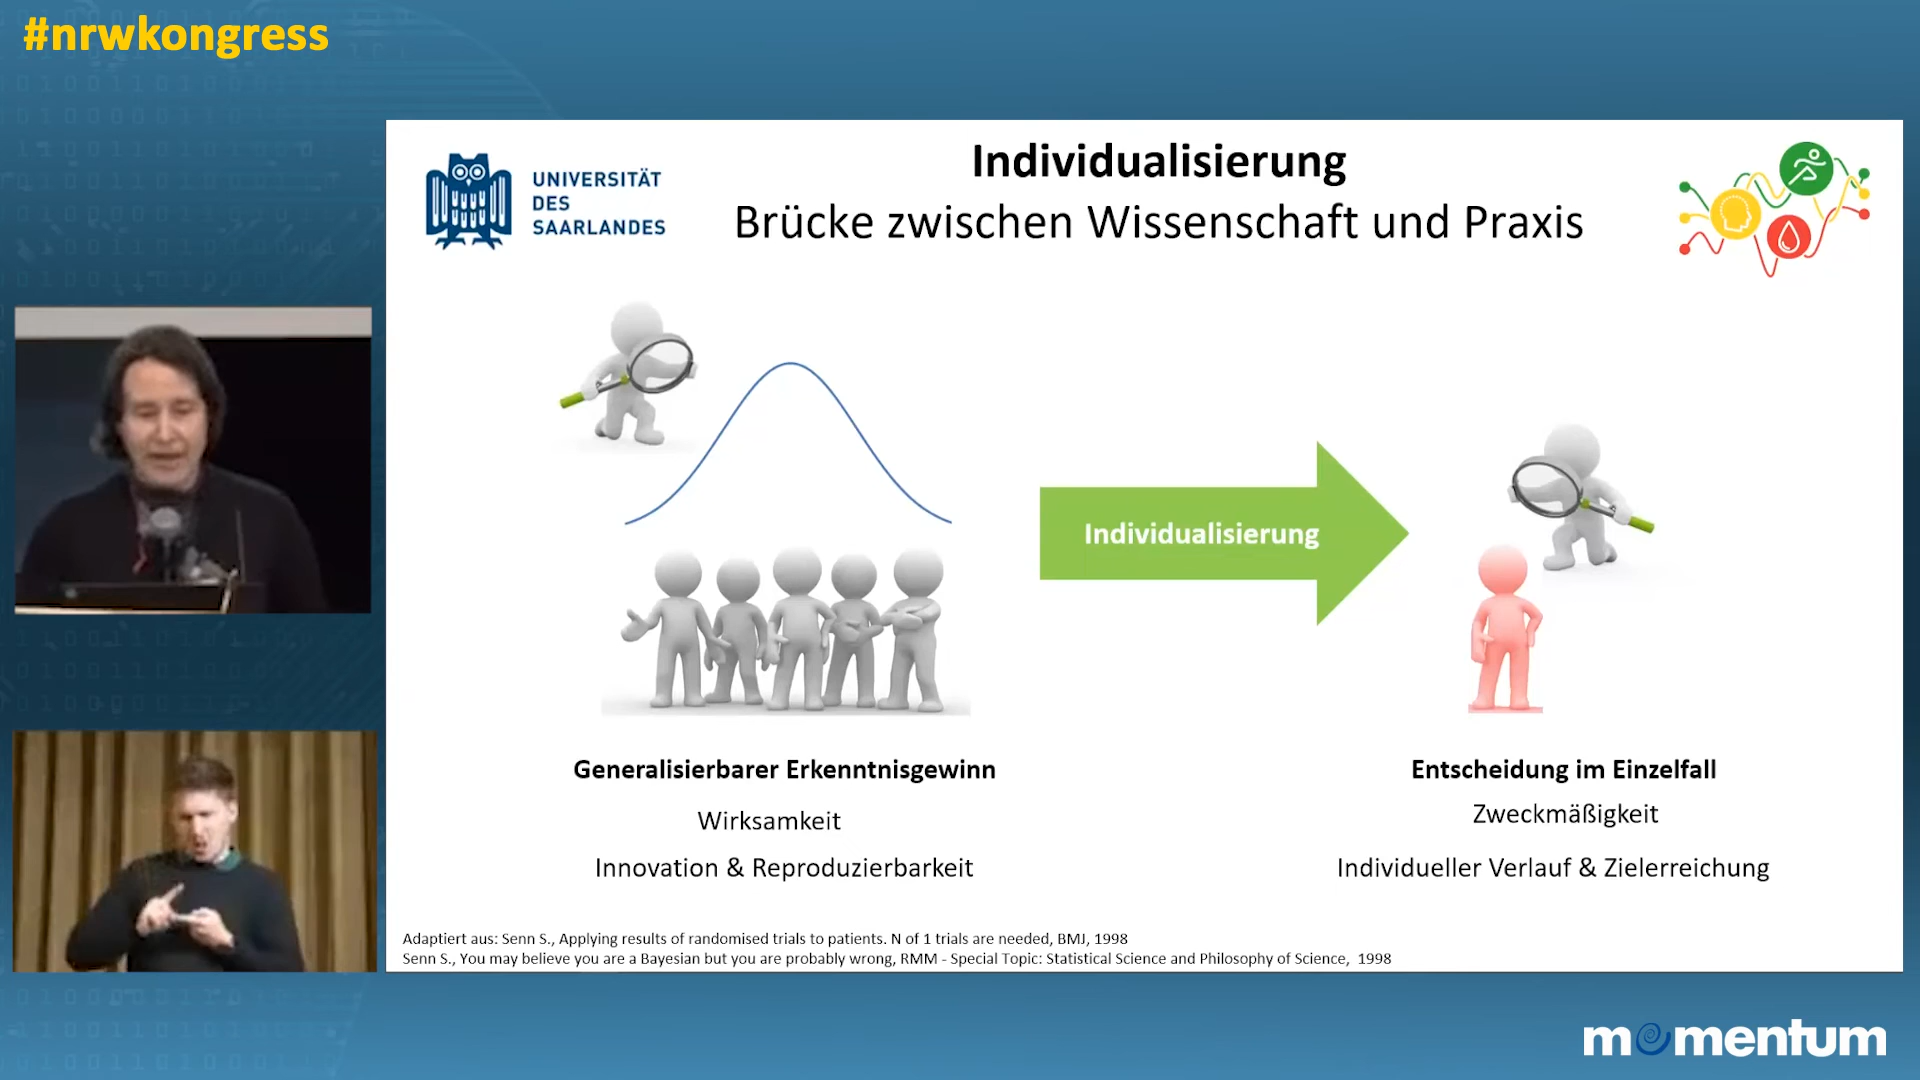 #nrwkongress
UNIVERSITÄT
DES
SAARLANDES
Individualisierung
Brücke zwischen Wissenschaft und Praxis
Individualisierung
Generalisierbarer Erkenntnisgewinn
Wirksamkeit
Innovation & Reproduzierbarkeit
Entscheidung im Einzelfall
Zweckmäßigkeit
Individueller Verlauf & Zielerreichung
Adaptiert aus: Senn S., Applying results of randomised trials to patients. N of 1 trials are needed, BMJ, 1998
Senn S., You may believe you are a Bayesian but you are probably wrong, RMM - Special Topic: Statistical Science and Philosophy of Science, 1998
momentum